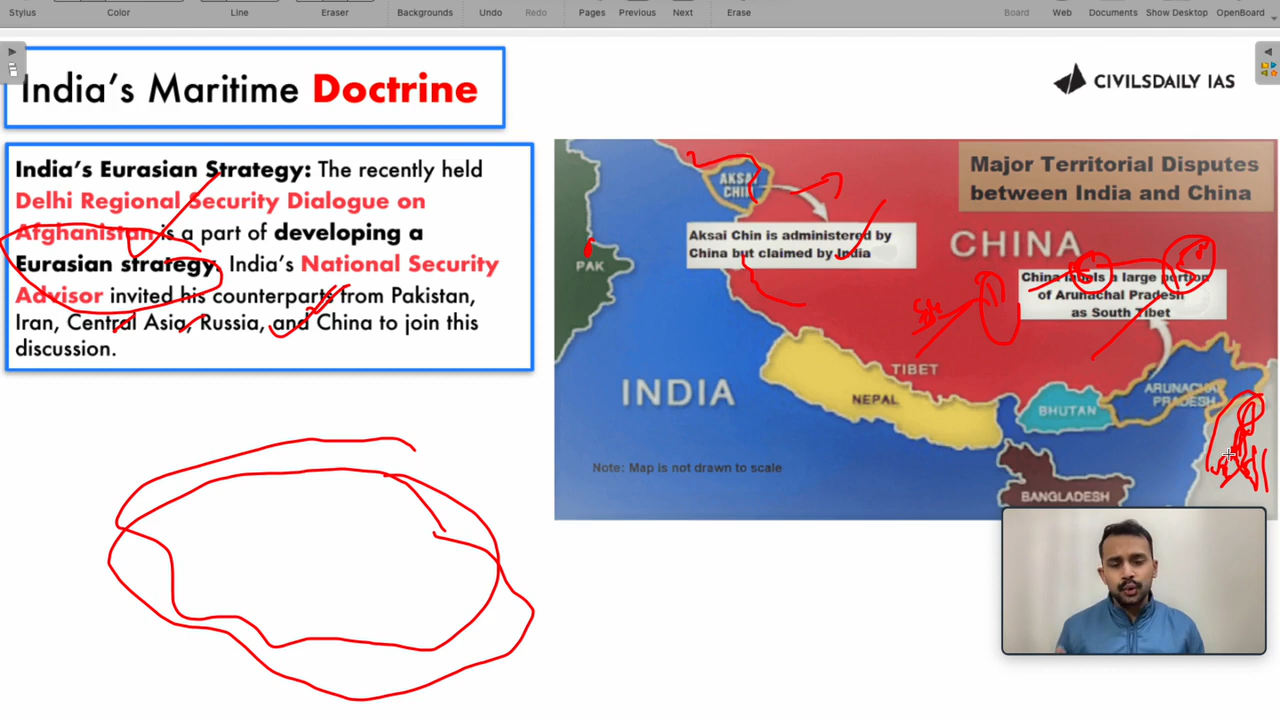 Stylus
Color
Line
Eraser
Backgrounds
Undo
Redo
Pages
Previous
Next
Erase
Board
Web
Documents
Show Desktop
OpenBoard
India's Maritime Doctrine
CIVILSDAILY IAS
India's Eurasian Strategy: The recently held
Delhi Regional Security Dialogue on
Afghanistan is a part of developing a
Eurasian strategy. India's National Security
Advisor invited his counterparts from Pakistan,
Iran, Central Asia, Russia, and China to join this
discussion.
Major Territorial Disputes
between India and China
AKSAI
CHIN
Aksai Chin is administered by
China but claimed by India
CHINA
PAK
China labels a large portion
of Arunachal Pradesh
as South Tibet
TIBET
INDIA
NEPAL
BHUTAN
ARUNACHAL
PRADESH
Note: Map is not drawn to scale
BANGLADESH